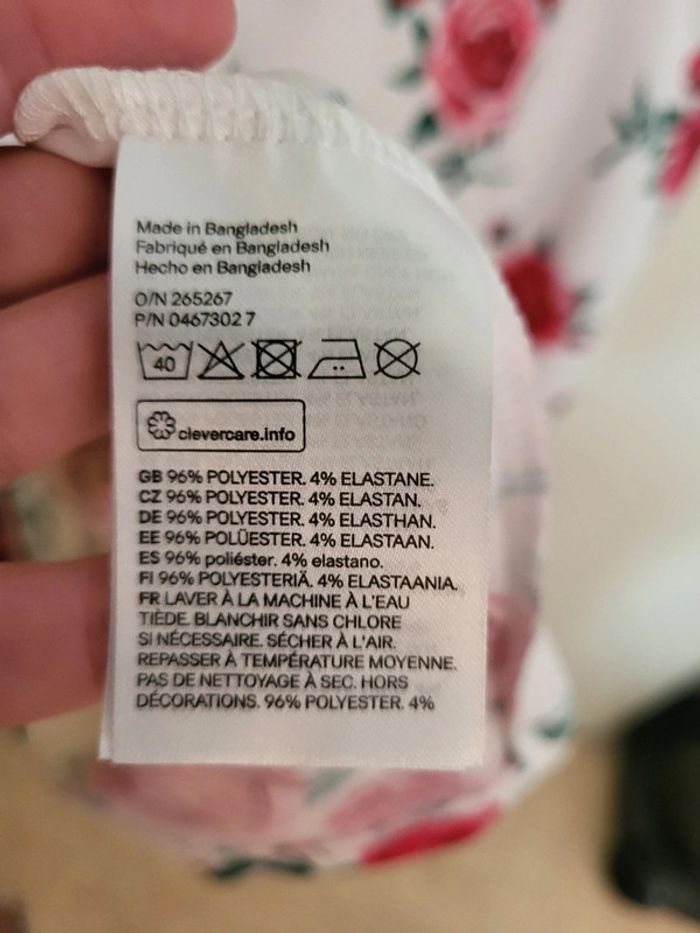 Made in Bangladesh
Fabriqué en Bangladesh
Hecho en Bangladesh
O/N 265267
P/N 0467302 7
40
clevercare.info
GB 96% POLYESTER. 4% ELASTANE.
CZ 96% POLYESTER. 4% ELASTAN.
DE 96% POLYESTER. 4% ELASTHAN.
EE 96% POLÜESTER. 4% ELASTAAN.
ES 96% poliéster. 4% elastano.
FI 96% POLYESTERIÄ. 4% ELASTAANIA.
FR LAVER À LA MACHINE À L'EAU
TIÈDE. BLANCHIR SANS CHLORE
SI NÉCESSAIRE. SÉCHER À L'AIR.
REPASSER À TEMPÉRATURE MOYENNE.
PAS DE NETTOYAGE À SEC. HORS
DÉCORATIONS. 96% POLYESTER. 4%